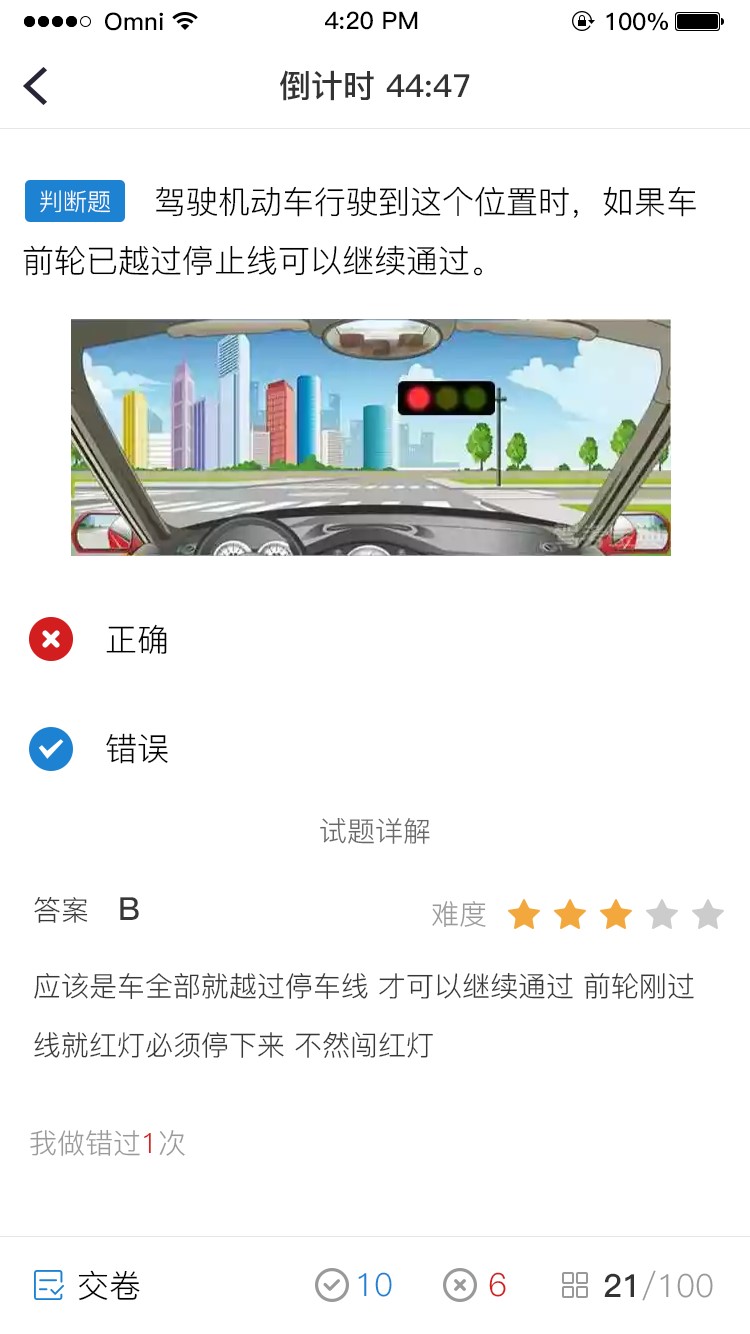 Omni 4:20 PM 100%
倒计时 44:47
判断题 驾驶机动车行驶到这个位置时，如果车
前轮已越过停止线可以继续通过。
正确
错误
试题详解
答案 B 难度
应该是车全部就越过停车线 才可以继续通过 前轮刚过
线就红灯必须停下来 不然闯红灯
我做错过1次
交卷 10 6 21/100